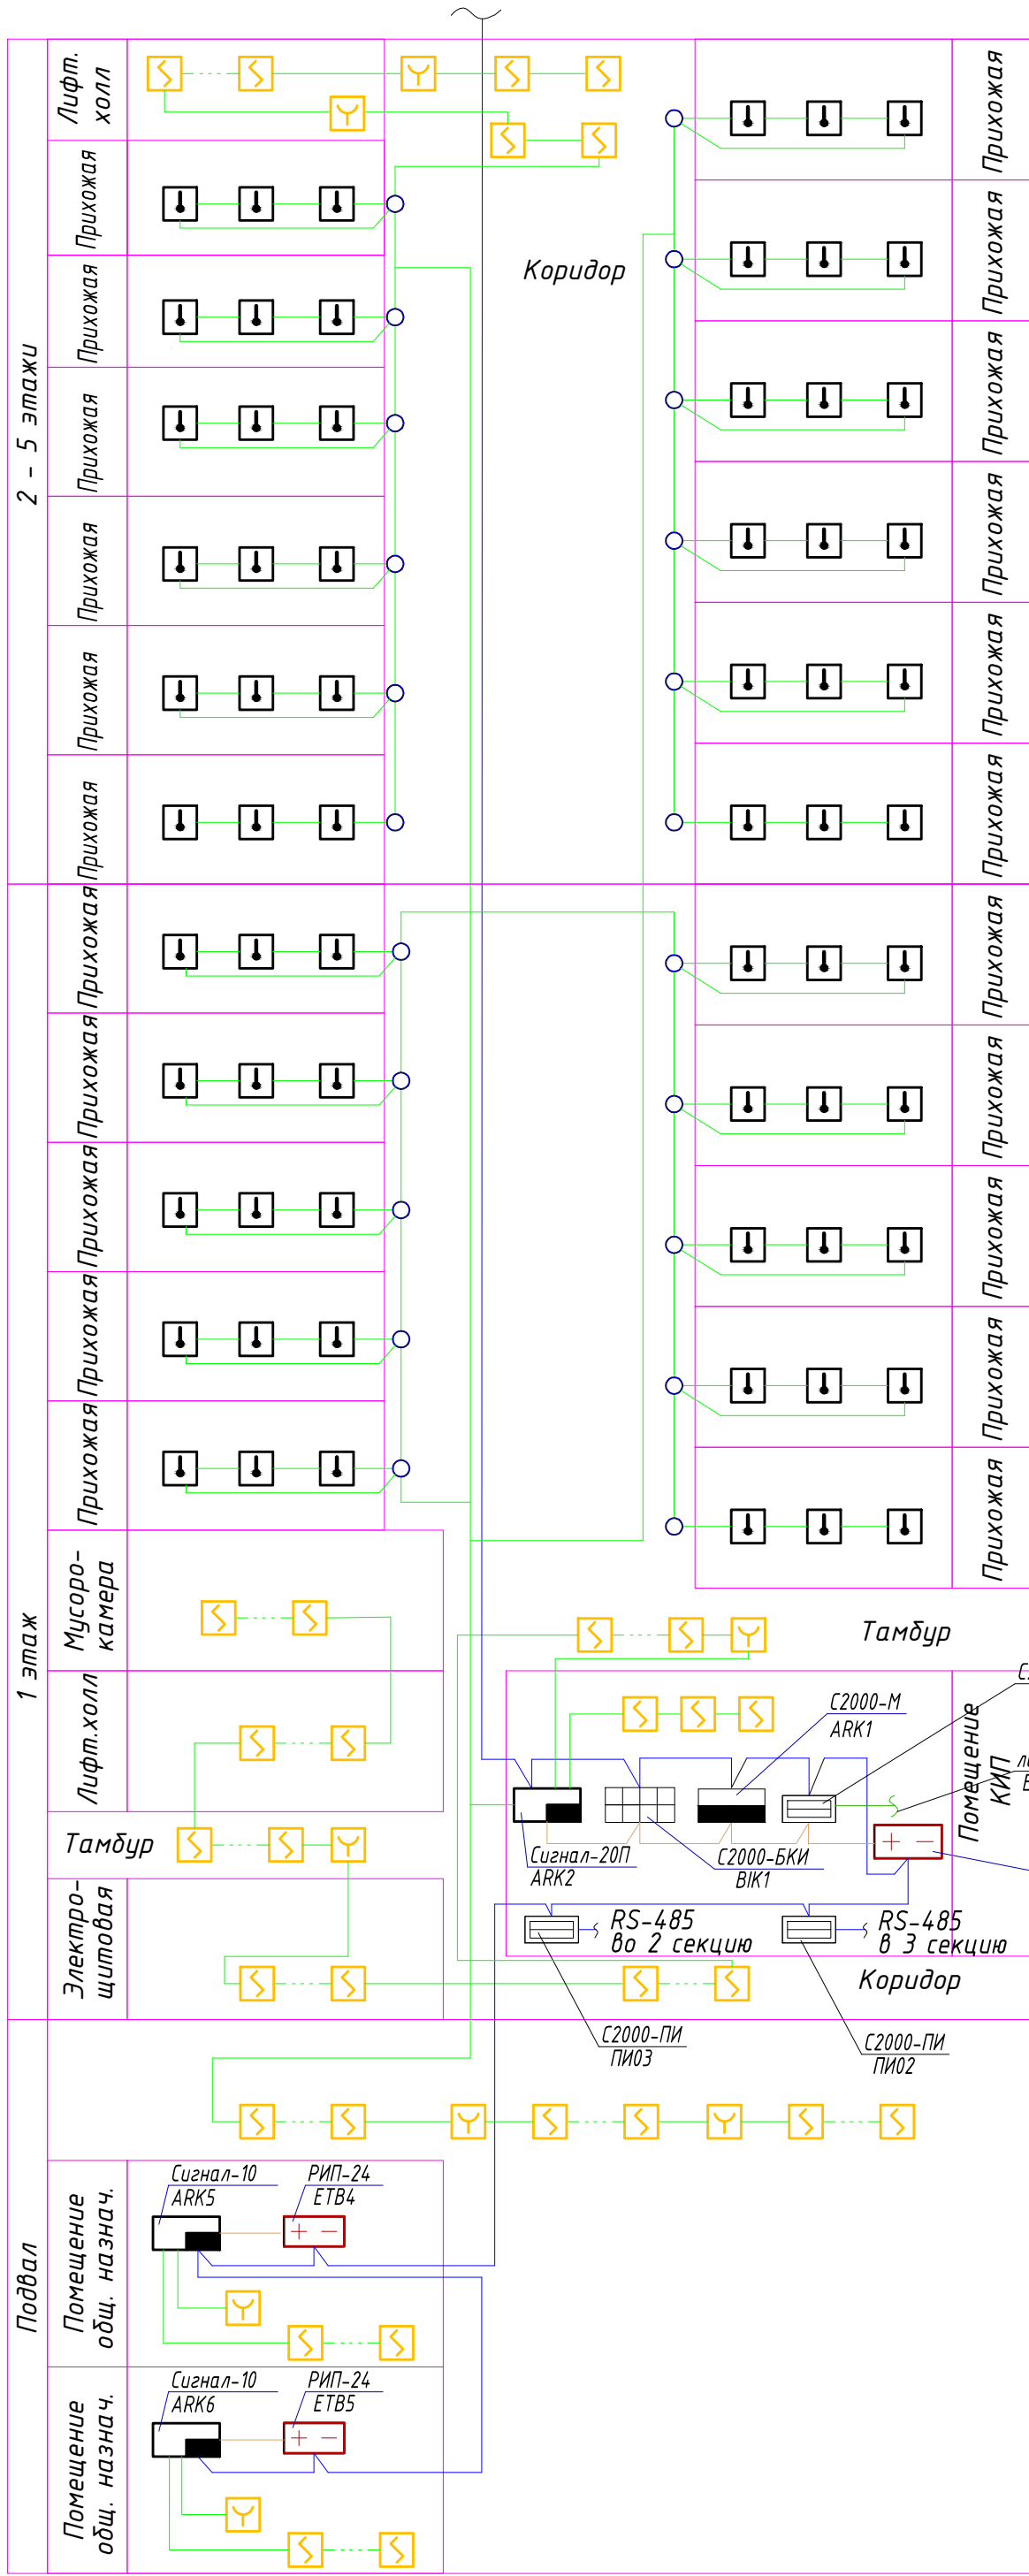 2 - 5 этажи
Лифт.
холл
Прихожая
Прихожая
Прихожая
Прихожая
Прихожая
Прихожая
Коридор
Прихожая
Прихожая
Прихожая
Прихожая
Прихожая
Прихожая
1 этаж
Прихожая
Прихожая
Прихожая
Прихожая
Прихожая
Прихожая
Прихожая
Прихожая
Прихожая
Прихожая
Мусоро-
камера
Лифт.холл
Тамбур
Электро-
щитовая
Тамбур
Помещение
КИП
С2000-М
ARK1
Сигнал-20П
ARK2
С2000-БКИ
BIK1
RS-485
во 2 секцию
RS-485
в 3 секцию
Коридор
С2000-ПИ
ПИ03
С2000-ПИ
ПИ02
Подвал
Помещение
общ. назнач.
Сигнал-10
ARK5
РИП-24
ETB4
Помещение
общ. назнач.
Сигнал-10
ARK6
РИП-24
ETB5